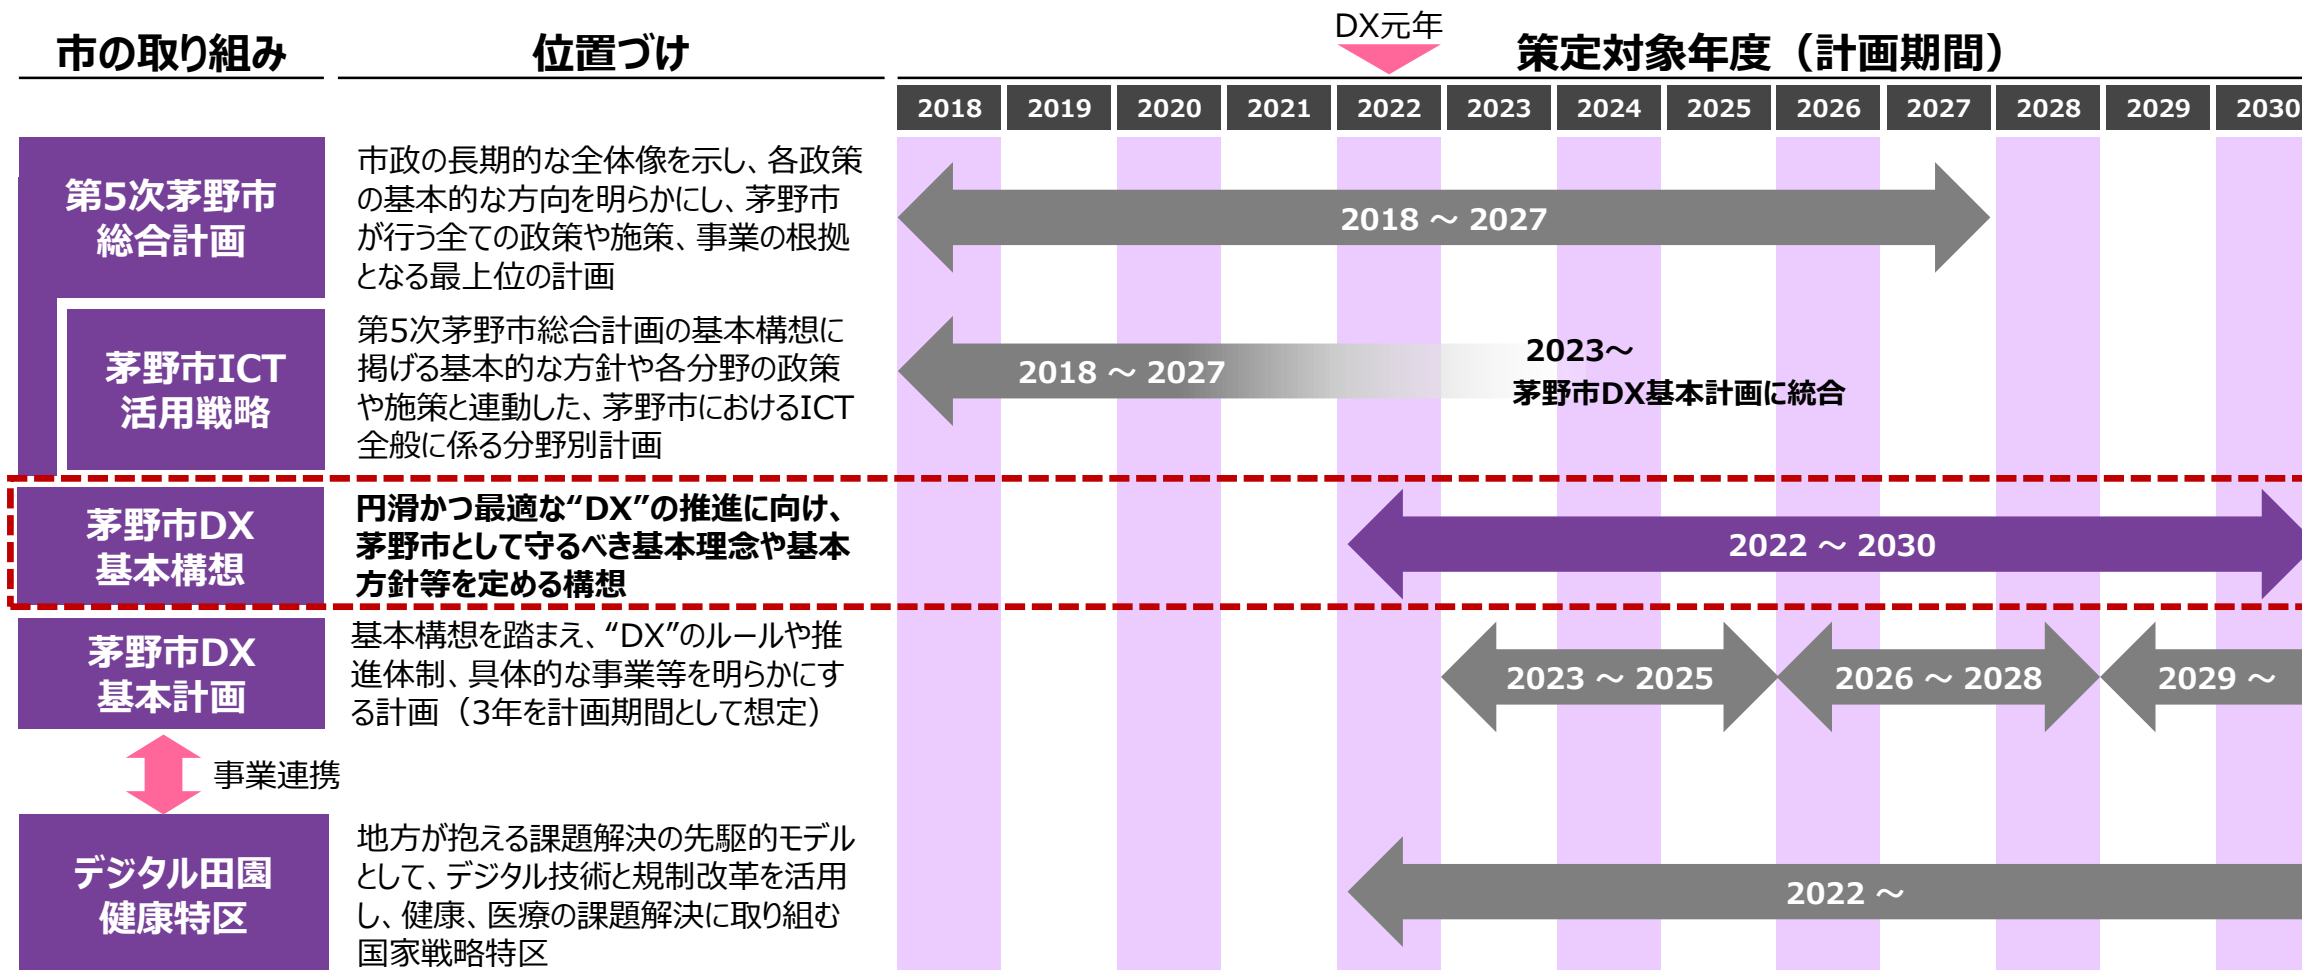 DX元年
市の取り組み
位置づけ
策定対象年度（計画期間）
2018
2019
2020
2021
2022
2023
2024
2025
2026
2027
2028
2029
2030
第5次茅野市
総合計画
市政の長期的な全体像を示し、各政策
の基本的な方向を明らかにし、茅野市
が行う全ての政策や施策、事業の根拠
となる最上位の計画
2018 ～ 2027
茅野市ICT
活用戦略
第5次茅野市総合計画の基本構想に
掲げる基本的な方針や各分野の政策
や施策と連動した、茅野市におけるICT
全般に係る分野別計画
2018 ～ 2027
2023～
茅野市DX基本計画に統合
茅野市DX
基本構想
円滑かつ最適な“DX”の推進に向け、
茅野市として守るべき基本理念や基本
方針等を定める構想
2022 ～ 2030
茅野市DX
基本計画
基本構想を踏まえ、“DX”のルールや推
進体制、具体的な事業等を明らかにす
る計画（3年を計画期間として想定）
2023 ～ 2025
2026 ～ 2028
2029 ～
事業連携
デジタル田園
健康特区
地方が抱える課題解決の先駆的モデル
として、デジタル技術と規制改革を活用
し、健康、医療の課題解決に取り組む
国家戦略特区
2022 ～